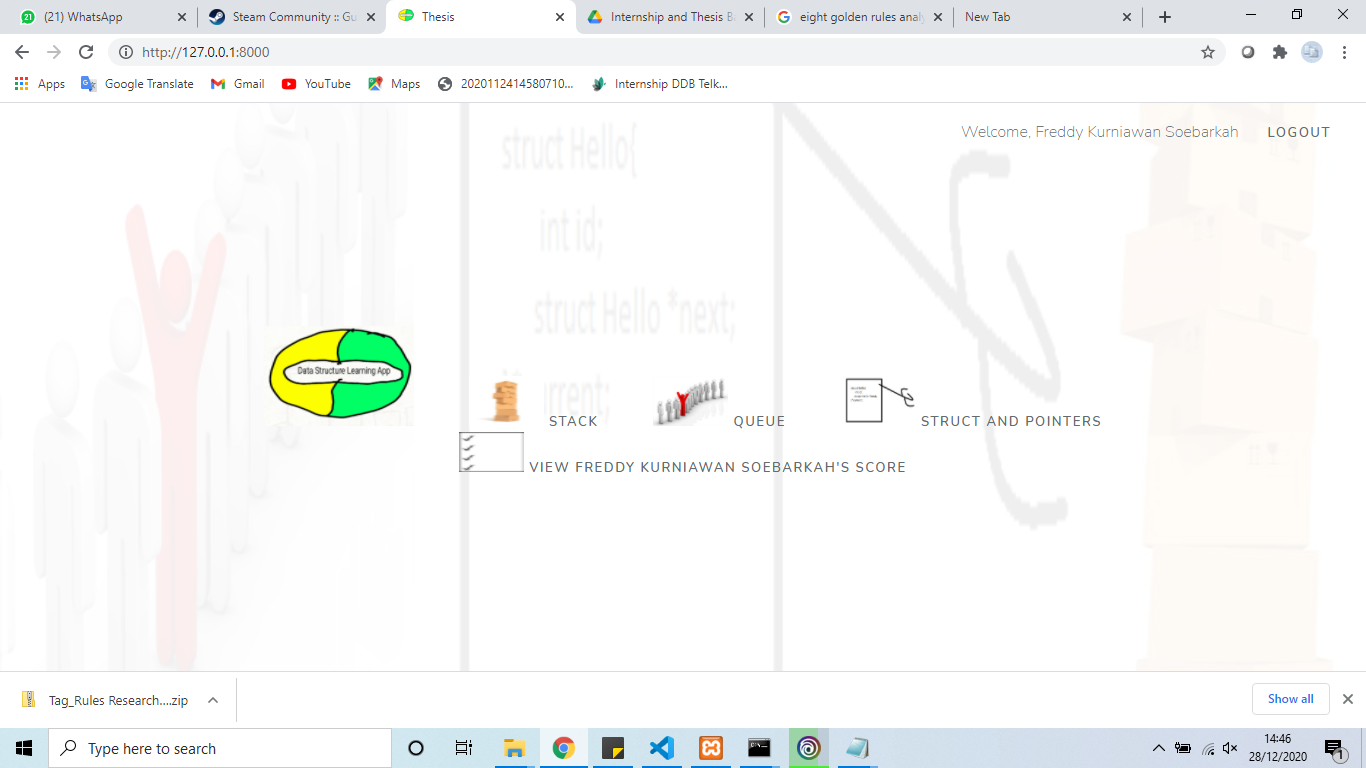 (21) WhatsApp
Steam Community :: Gu
Thesis
Internship and Thesis B
eight golden rules analy
New Tab
http://127.0.0.1:8000
Apps
Google Translate
Gmail
YouTube
Maps
2020112414580710...
Internship DDB Telk...
Welcome, Freddy Kurniawan Soebarkah
LOGOUT
struct Hello{
int id;
struct Hello *next;
Data Structure Learning App
STACK
QUEUE
STRUCT AND POINTERS
VIEW FREDDY KURNIAWAN SOEBARKAH'S SCORE
Tag_Rules Research....zip
Show all
Type here to search
14:46
28/12/2020
1